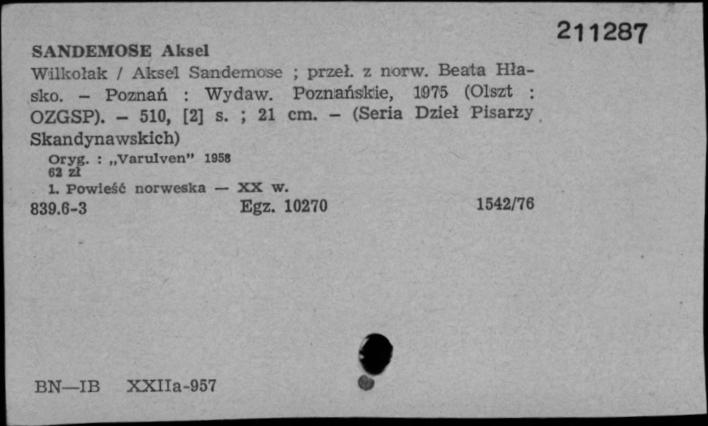 211287
SANDEMOSE Aksel
Wilkołak / Aksel Sandemose ; przeł. z norw. Beata Hła-
sko. — Poznań : Wydaw. Poznańskie, 1975 (Olszt :
OZGSP). — 510, [2] s. ; 21 cm. — (Seria Dzieł Pisarzy
Skandynawskich)
Oryg. : „Varulven” 1958
62 zł
1. Powieść norweska — XX w.
839.6-3 Egz. 10270 1542/76
BN—IB XXIIa-957